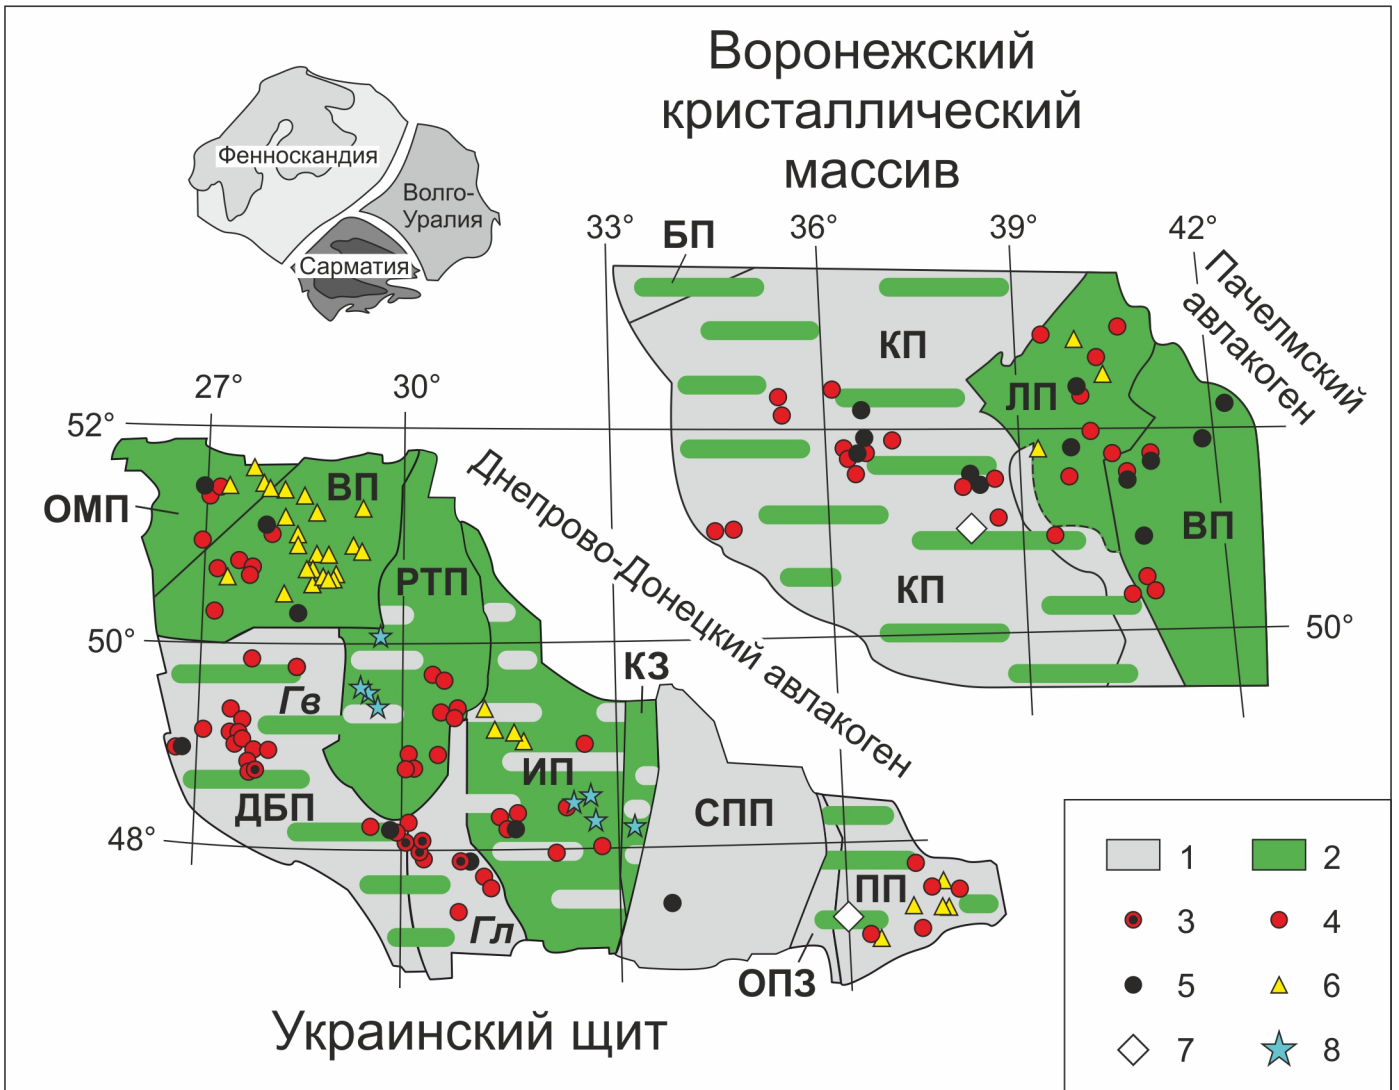 Воронежский
кристаллический
массив
Фенноскандия
Волго-
Уралия
Сарматия
33°
БП
36°
39°
42°
Пачелмский
авлакоген
КП
ЛП
27°
30°
52°
Днепрово-Донецкий авлакоген
ОМП
ВП
ВП
РТП
КП
50°
50°
КЗ
Гв
ИП
ДБП
СПП
48°
ПП
Гл
ОПЗ
Украинский щит
1
2
3
4
5
6
7
8